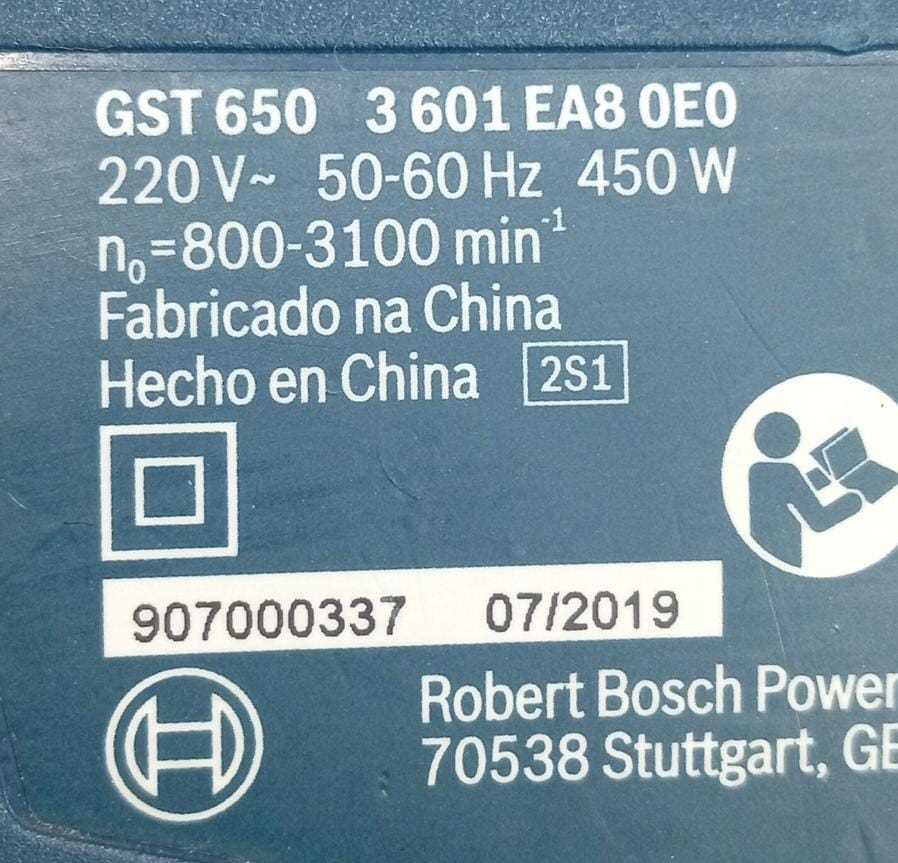 GST 650 3 601 EA8 0E0
220 V~ 50-60 Hz 450 W
n₀=800-3100 min⁻¹
Fabricado na China
Hecho en China 2S1
907000337 07/2019
Robert Bosch Power
70538 Stuttgart, GE